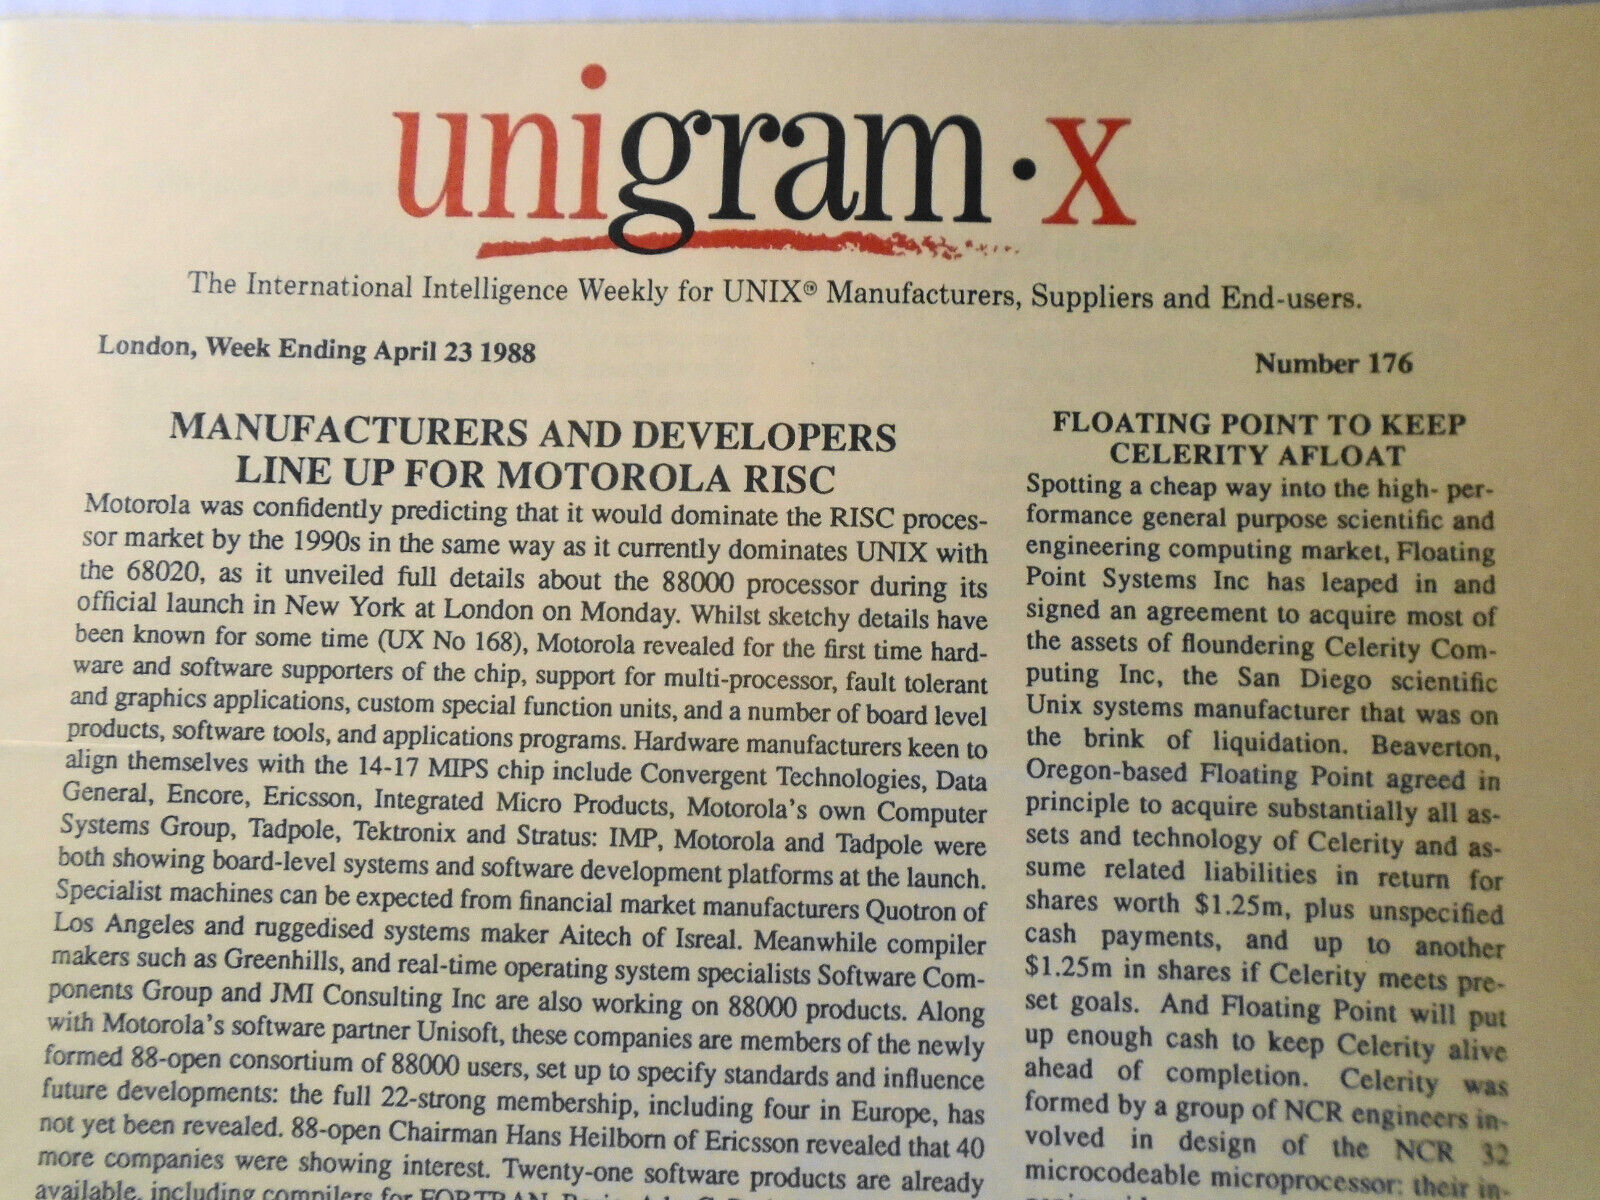 unigram·x
The International Intelligence Weekly for UNIX® Manufacturers, Suppliers and End-users.
London, Week Ending April 23 1988
Number 176
MANUFACTURERS AND DEVELOPERS
LINE UP FOR MOTOROLA RISC
Motorola was confidently predicting that it would dominate the RISC proces-
sor market by the 1990s in the same way as it currently dominates UNIX with
the 68020, as it unveiled full details about the 88000 processor during its
official launch in New York at London on Monday. Whilst sketchy details have
been known for some time (UX No 168), Motorola revealed for the first time hard-
ware and software supporters of the chip, support for multi-processor, fault tolerant
and graphics applications, custom special function units, and a number of board level
products, software tools, and applications programs. Hardware manufacturers keen to
align themselves with the 14-17 MIPS chip include Convergent Technologies, Data
General, Encore, Ericsson, Integrated Micro Products, Motorola's own Computer
Systems Group, Tadpole, Tektronix and Stratus: IMP, Motorola and Tadpole were
both showing board-level systems and software development platforms at the launch.
Specialist machines can be expected from financial market manufacturers Quotron of
Los Angeles and ruggedised systems maker Aitech of Isreal. Meanwhile compiler
makers such as Greenhills, and real-time operating system specialists Software Com-
ponents Group and JMI Consulting Inc are also working on 88000 products. Along
with Motorola's software partner Unisoft, these companies are members of the newly
formed 88-open consortium of 88000 users, set up to specify standards and influence
future developments: the full 22-strong membership, including four in Europe, has
not yet been revealed. 88-open Chairman Hans Heilborn of Ericsson revealed that 40
more companies were showing interest. Twenty-one software products are already
available, including compilers for FORTRAN,
FLOATING POINT TO KEEP
CELERITY AFLOAT
Spotting a cheap way into the high- per-
formance general purpose scientific and
engineering computing market, Floating
Point Systems Inc has leaped in and
signed an agreement to acquire most of
the assets of floundering Celerity Com-
puting Inc, the San Diego scientific
Unix systems manufacturer that was on
the brink of liquidation. Beaverton,
Oregon-based Floating Point agreed in
principle to acquire substantially all as-
sets and technology of Celerity and as-
sume related liabilities in return for
shares worth $1.25m, plus unspecified
cash payments, and up to another
$1.25m in shares if Celerity meets pre-
set goals. And Floating Point will put
up enough cash to keep Celerity alive
ahead of completion. Celerity was
formed by a group of NCR engineers in-
volved in design of the NCR 32
microcodeable microprocessor: their in-